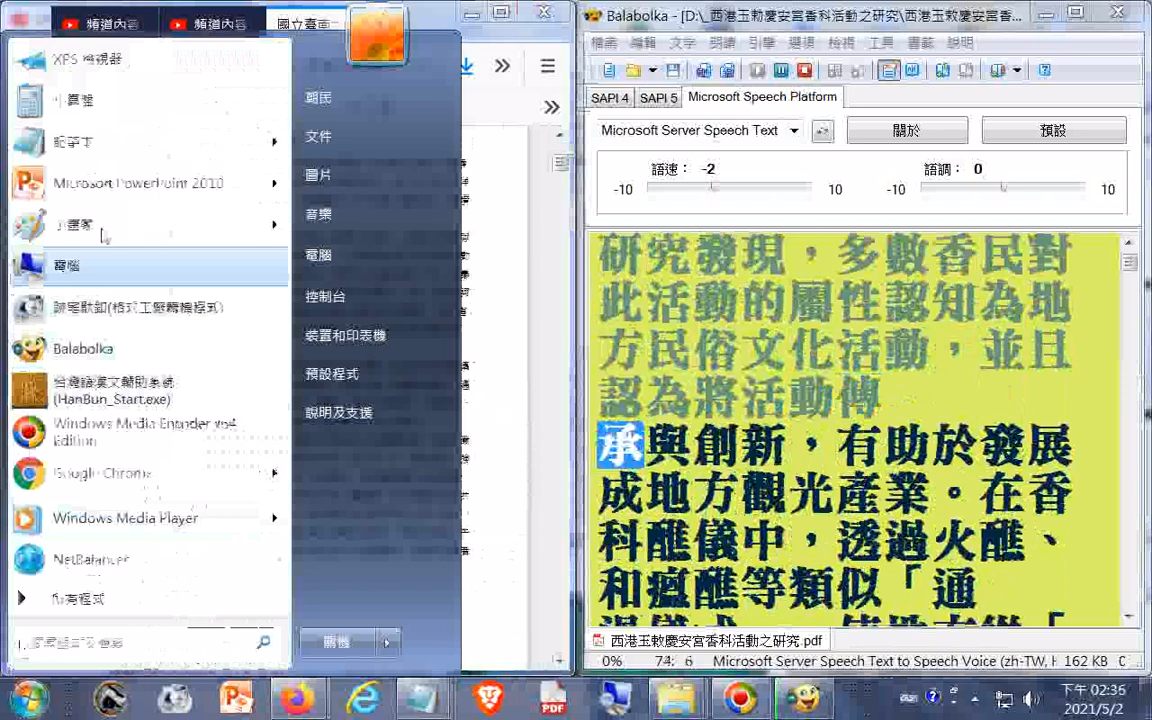 頻道內容
頻道內容
國立臺南
XPS 檢視器
小算盤
記事本
Microsoft PowerPoint 2010
小畫家
電腦
Balabolka
(HanBun_Start.exe)
Windows Media Encoder x64
Edition
Google Chrome
Windows Media Player
NetBalancer
所有程式
文件
圖片
音樂
電腦
控制台
裝置和印表機
預設程式
說明及支援
關機
Balabolka - [D:\_西港玉勅慶安宮香科活動之研究\西港玉敕慶安宮香...
檔案 編輯 文字 朗讀 引擎 選項 檢視 工具 書籤 說明
SAPI 4 SAPI 5 Microsoft Speech Platform
Microsoft Server Speech Text
關於
預設
語速： -2
語調： 0
-10 10 -10 10
研究發現，多數香民對
此活動的屬性認知為地
方民俗文化活動，並且
認為將活動傳
承與創新，有助於發展
成地方觀光產業。在香
科醮儀中，透過火醮、
和瘟醮等類似「通
西港玉敕慶安宮香科活動之研究.pdf
0% 74: 6 Microsoft Server Speech Text to Speech Voice (zh-TW, H 162 KB
下午 02:36
2021/5/2